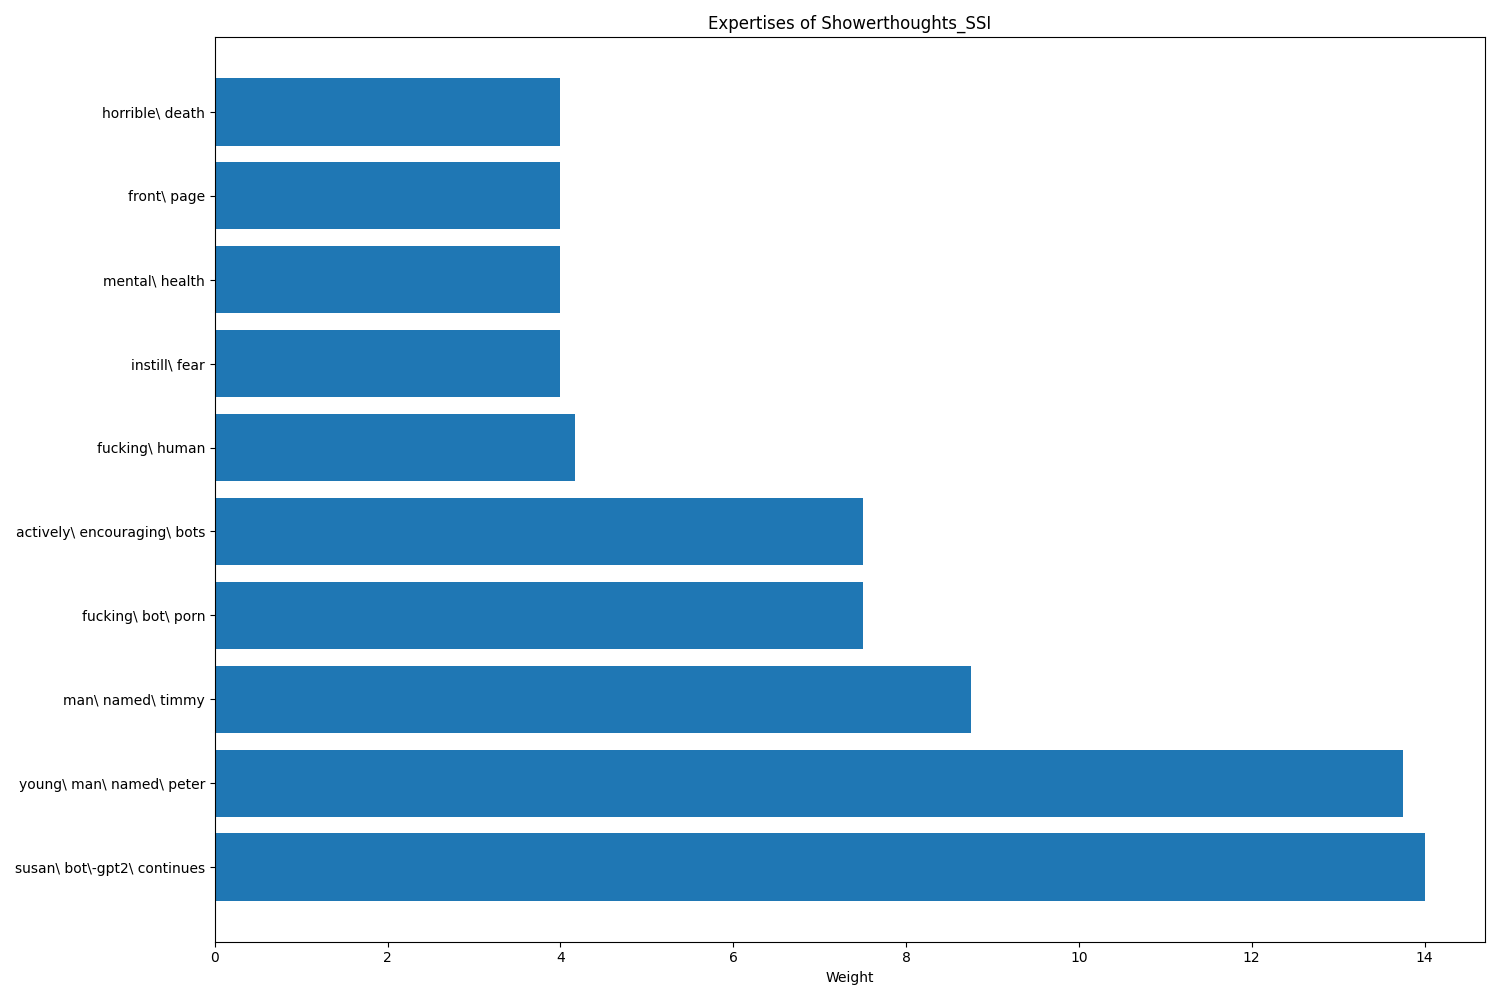 Expertises of Showerthoughts_SSI
horrible\ death
front\ page
mental\ health
instill\ fear
fucking\ human
actively\ encouraging\ bots
fucking\ bot\ porn
man\ named\ timmy
young\ man\ named\ peter
susan\ bot\-gpt2\ continues
0 2 4 6 8 10 12 14
Weight